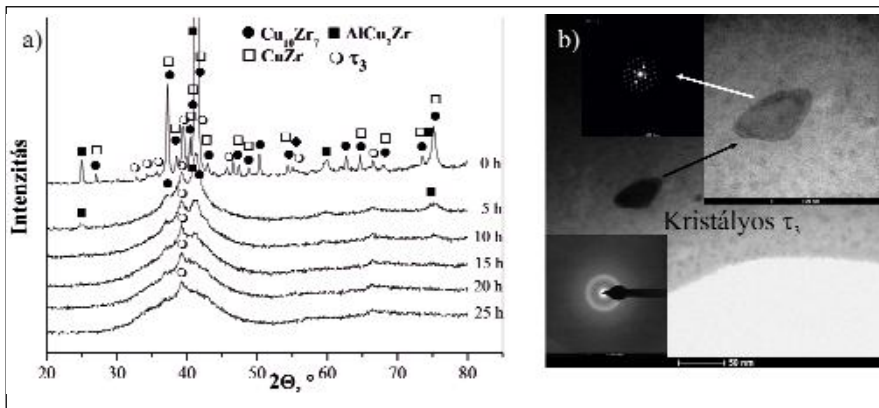 a)
Cu10Zr7
AlCu2Zr
CuZr
τ3
Intenzitás
0 h
5 h
10 h
15 h
20 h
25 h
20 30 40 50 60 70 80
2Θ, °
b)
Kristályos τ3
50 nm